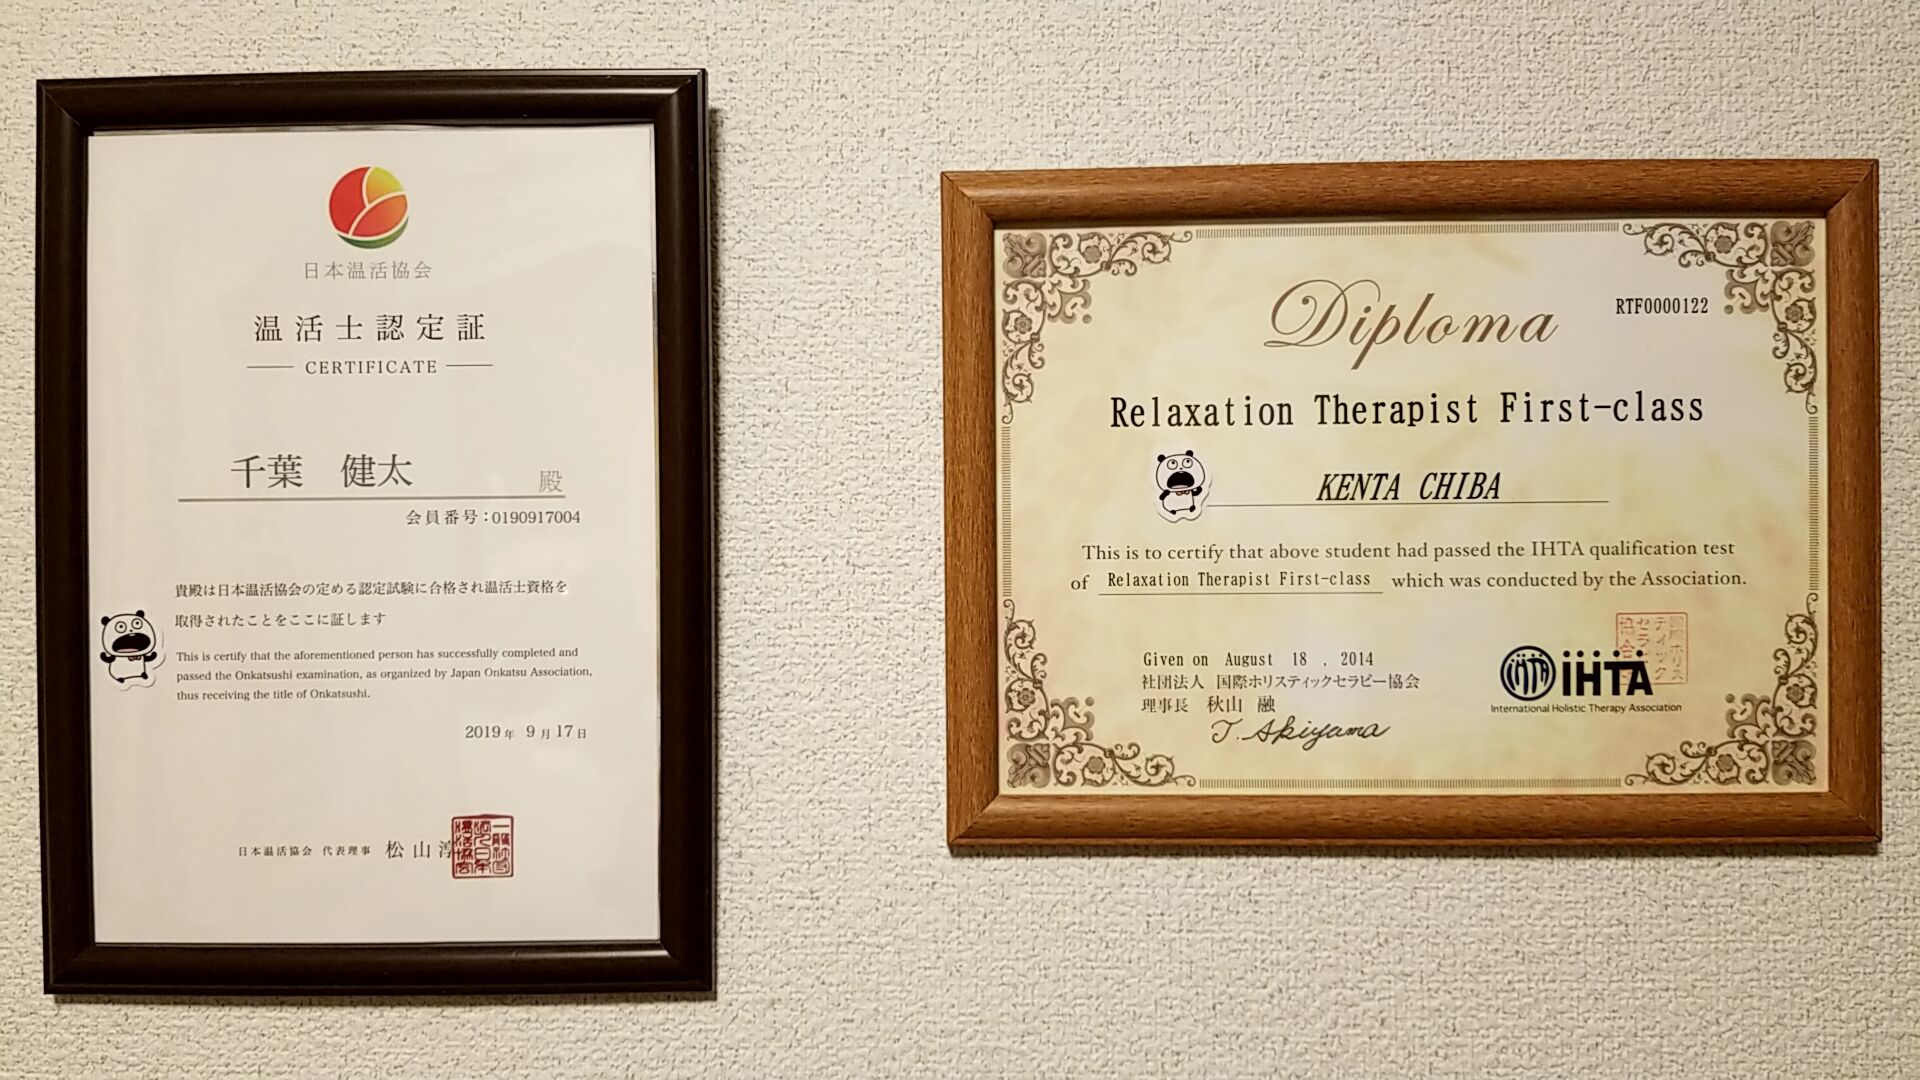 日本温活協会
温活士認定証
CERTIFICATE
千葉 健太 殿
会員番号:0190917004
貴殿は日本温活協会の定める認定試験に合格され温活士資格を
取得されたことをここに証します
This is certify that the aforementioned person has successfully completed and
passed the Onkatsushi examination, as organized by Japan Onkatsu Association,
thus receiving the title of Onkatsushi.
2019年 9月17日
日本温活協会 代表理事 松山
Diploma
RTF0000122
Relaxation Therapist First-class
KENTA CHIBA
This is to certify that above student had passed the IHTA qualification test
of Relaxation Therapist First-class which was conducted by the Association.
Given on August 18 , 2014
社団法人 国際ホリスティックセラピー協会
理事長 秋山 融
T. Akiyama
IHTA IHTA
International Holistic Therapy Association